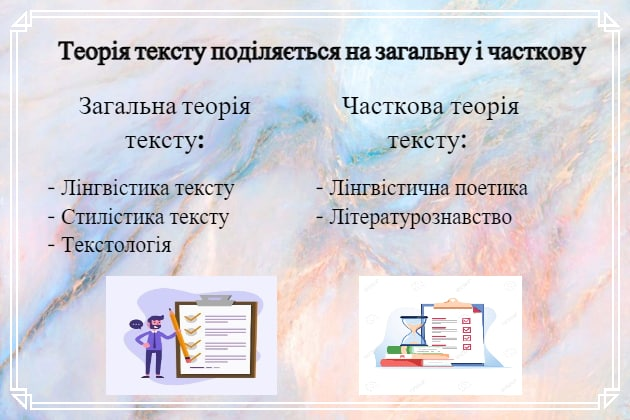 Теорія тексту поділяється на загальну і часткову
Загальна теорія
тексту:
- Лінгвістика тексту
- Стилістика тексту
- Текстологія
Часткова теорія
тексту:
- Лінгвістична поетика
- Літературознавство